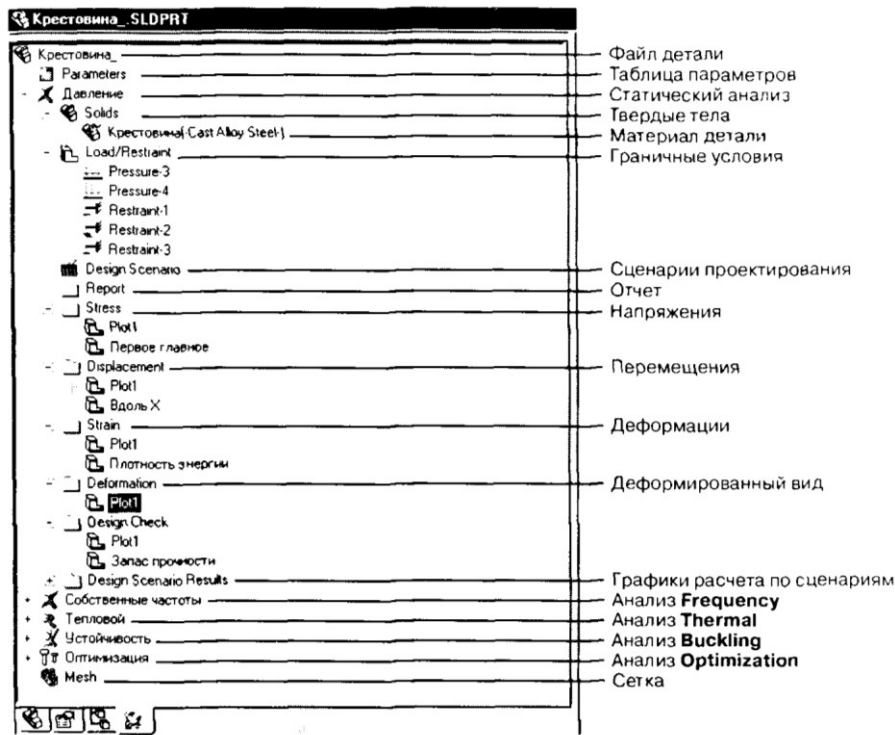 Крестовина_.SLDPRT
Крестовина_ Файл детали
Parameters Таблица параметров
Давление Статический анализ
Solids Твердые тела
Крестовина[-Cast Alloy Steel-] Материал детали
Load/Restraint Граничные условия
Pressure-3
Pressure-4
Restraint-1
Restraint-2
Restraint-3
Design Scenario Сценарии проектирования
Report Отчет
Stress Напряжения
Plot1
Первое главное
Displacement Перемещения
Plot1
Вдоль X
Strain Деформации
Plot1
Плотность энергии
Deformation Деформированный вид
Plot1
Design Check
Plot1
Запас прочности
Design Scenario Results Графики расчета по сценариям
Собственные частоты Анализ Frequency
Тепловой Анализ Thermal
Устойчивость Анализ Buckling
Оптимизация Анализ Optimization
Mesh Сетка